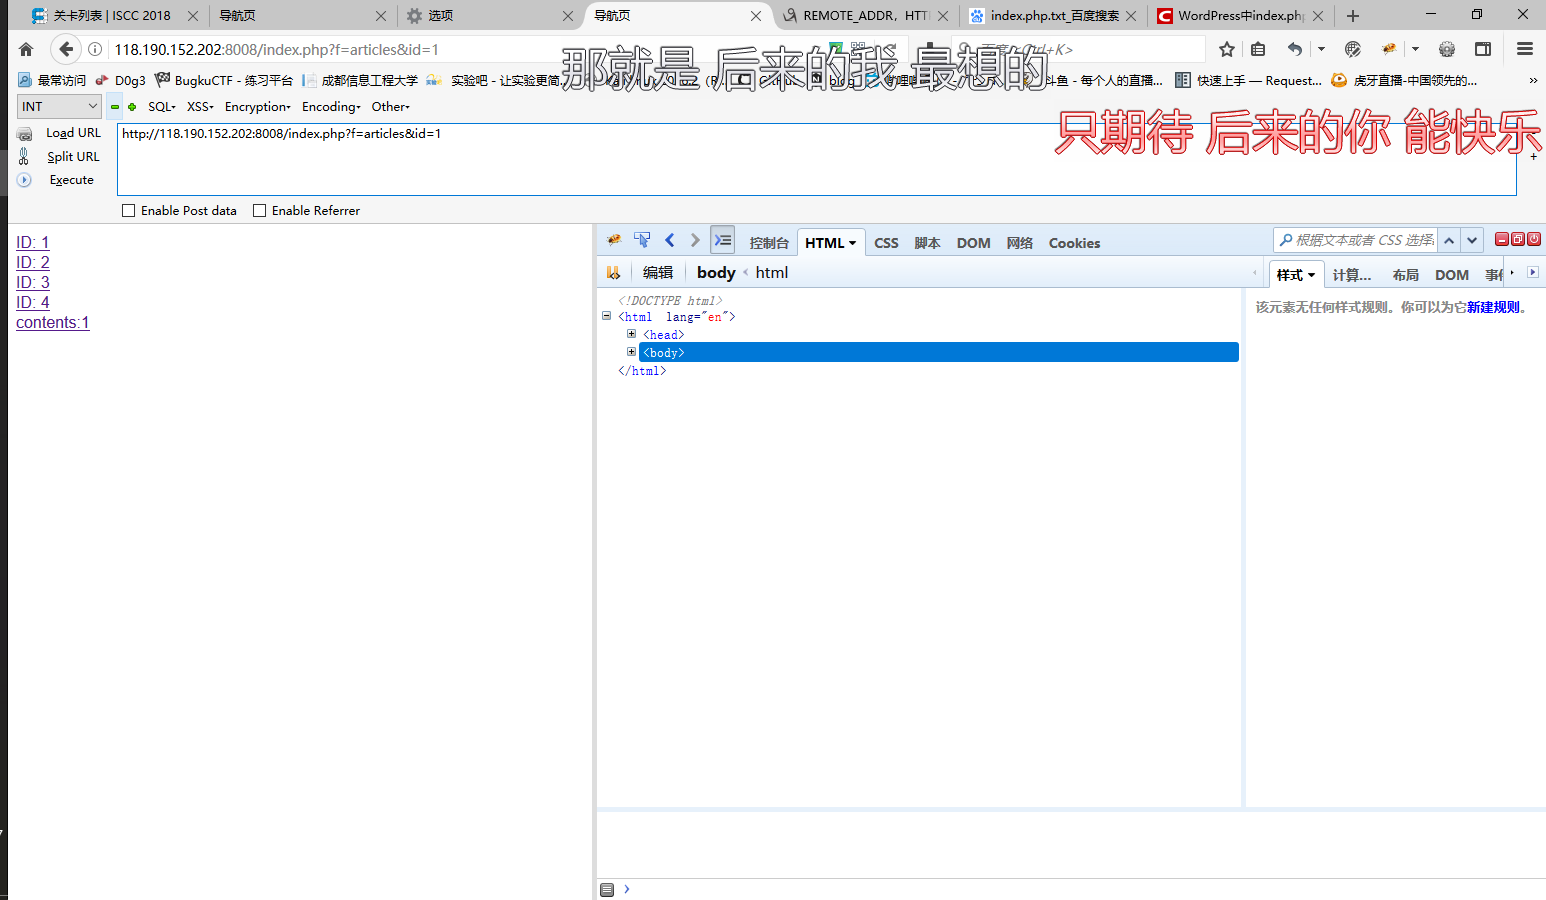 关卡列表 | ISCC 2018
导航页
选项
导航页
REMOTE_ADDR，HTT
index.php.txt_百度搜索
WordPress中index.php
118.190.152.202:8008/index.php?f=articles&id=1
那就是 后来的我 最想的
最常访问
D0g3
BugkuCTF - 练习平台
成都信息工程大学
实验吧 - 让实验更简...
斗鱼 - 每个人的直播...
快速上手 — Request...
虎牙直播-中国领先的...
»
INT
SQL
XSS
Encryption
Encoding
Other
只期待 后来的你 能快乐
Load URL
http://118.190.152.202:8008/index.php?f=articles&id=1
Split URL
Execute
Enable Post data
Enable Referrer
ID: 1
ID: 2
ID: 3
ID: 4
contents:1
控制台
HTML
CSS
脚本
DOM
网络
Cookies
根据文本或者 CSS 选择
编辑
body
html
样式
计算...
布局
DOM
<!DOCTYPE html>
<html lang="en">
<head>
<body>
</html>
该元素无任何样式规则。你可以为它新建规则。